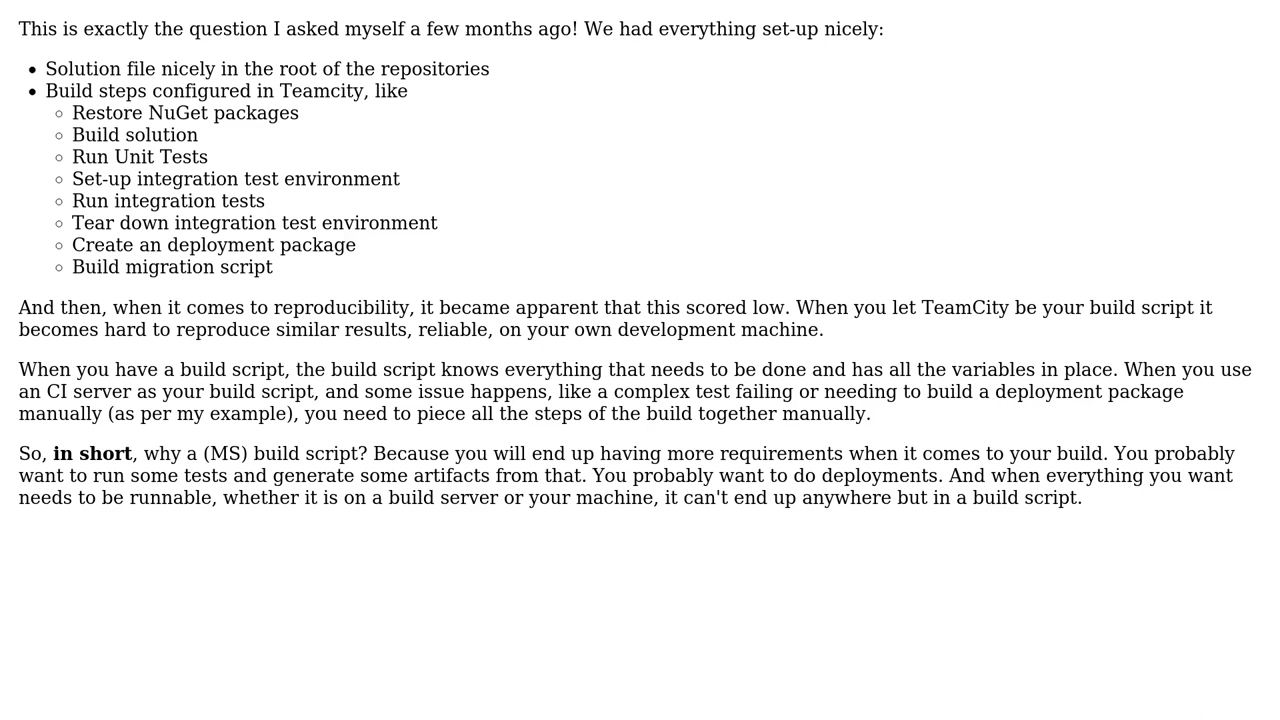 This is exactly the question I asked myself a few months ago! We had everything set-up nicely:
Solution file nicely in the root of the repositories
Build steps configured in Teamcity, like
Restore NuGet packages
Build solution
Run Unit Tests
Set-up integration test environment
Run integration tests
Tear down integration test environment
Create an deployment package
Build migration script
And then, when it comes to reproducibility, it became apparent that this scored low. When you let TeamCity be your build script it
becomes hard to reproduce similar results, reliable, on your own development machine.
When you have a build script, the build script knows everything that needs to be done and has all the variables in place. When you use
an CI server as your build script, and some issue happens, like a complex test failing or needing to build a deployment package
manually (as per my example), you need to piece all the steps of the build together manually.
So, in short, why a (MS) build script? Because you will end up having more requirements when it comes to your build. You probably
want to run some tests and generate some artifacts from that. You probably want to do deployments. And when everything you want
needs to be runnable, whether it is on a build server or your machine, it can't end up anywhere but in a build script.